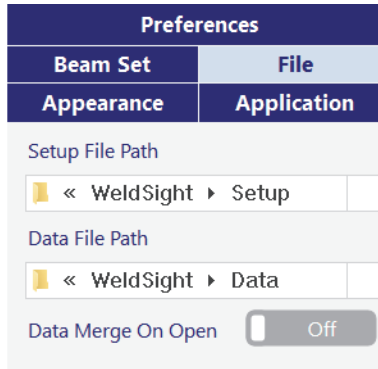 Preferences
Beam Set File
Appearance Application
Setup File Path
« WeldSight ▸ Setup
Data File Path
« WeldSight ▸ Data
Data Merge On Open Off